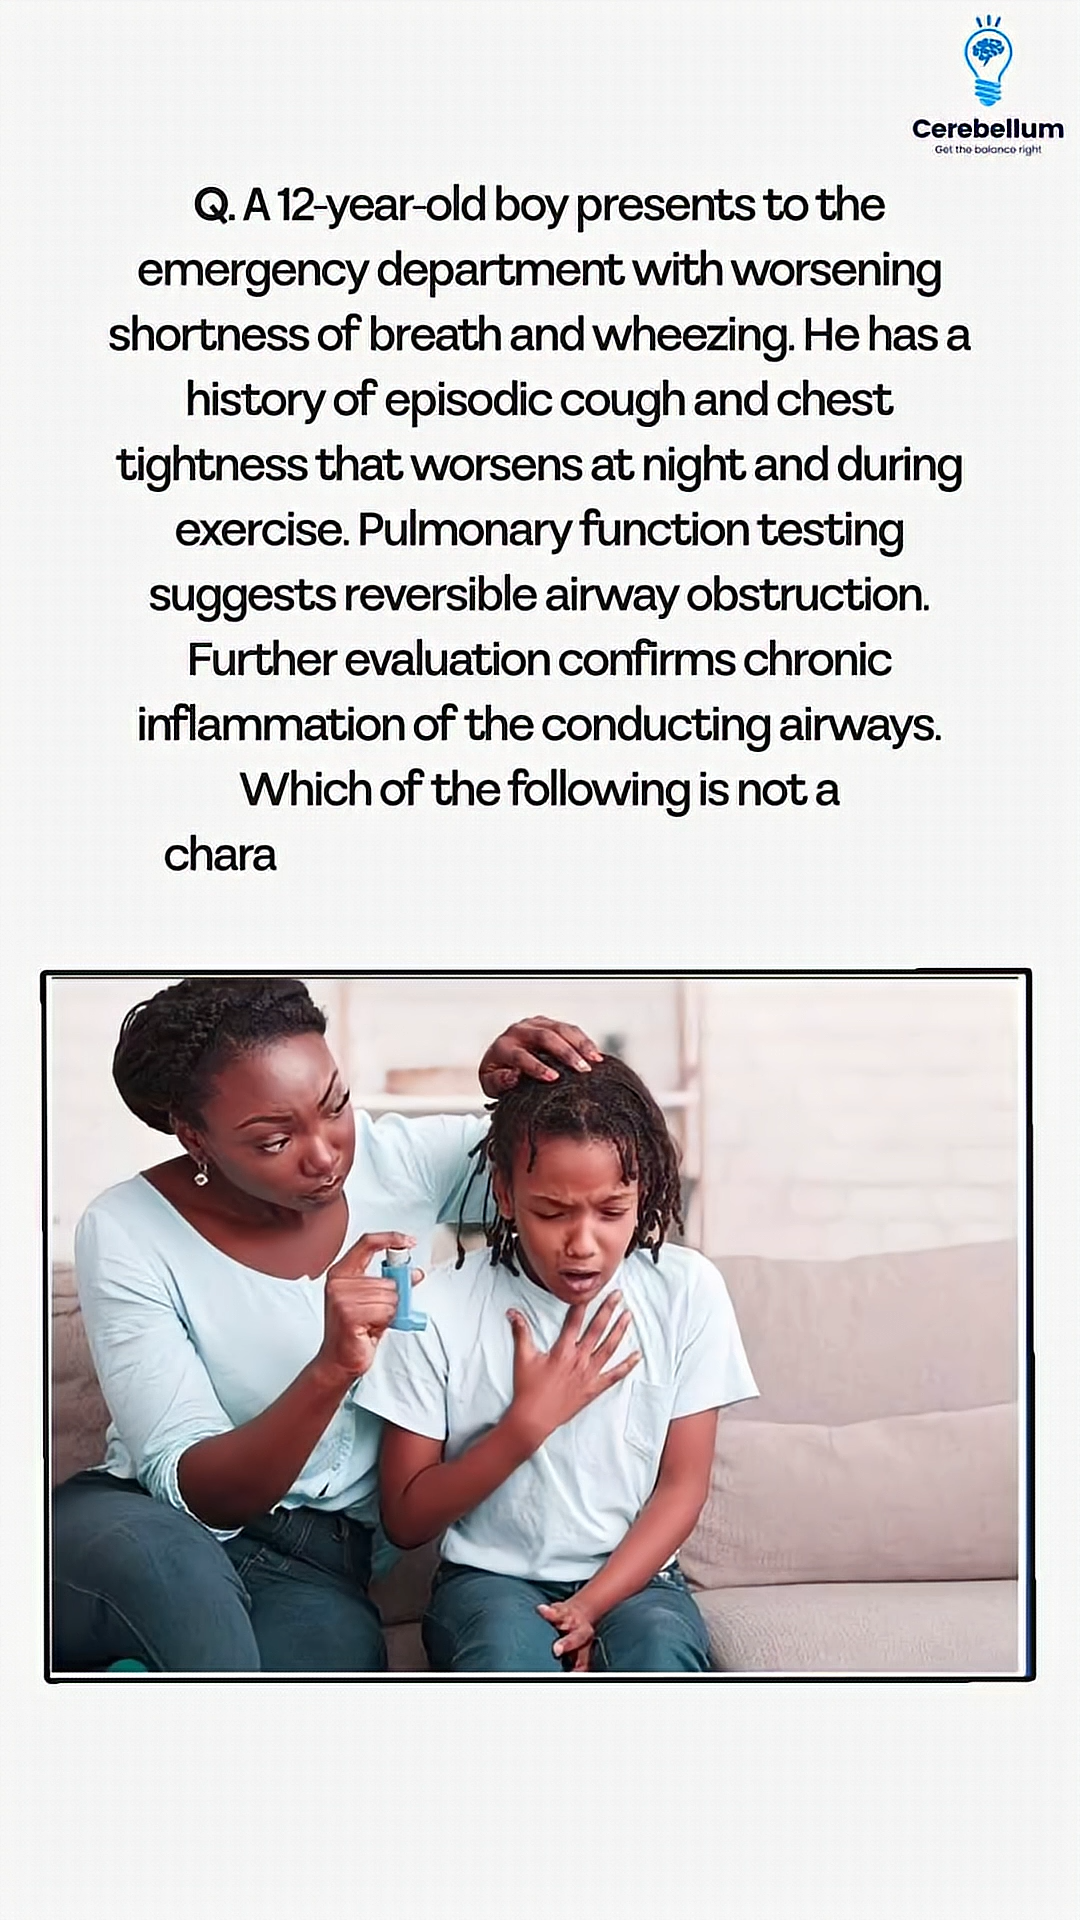 Cerebellum
Get the balance right
Q. A 12-year-old boy presents to the
emergency department with worsening
shortness of breath and wheezing. He has a
history of episodic cough and chest
tightness that worsens at night and during
exercise. Pulmonary function testing
suggests reversible airway obstruction.
Further evaluation confirms chronic
inflammation of the conducting airways.
Which of the following is not a
chara